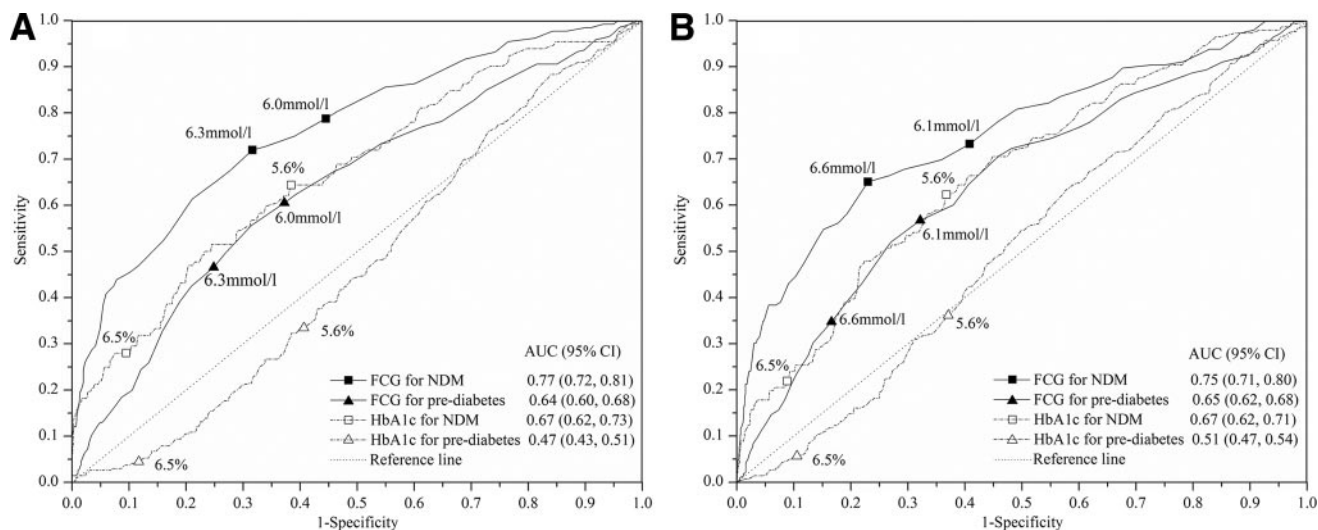 A
1.0
0.9
0.8
0.7
0.6
0.5
0.4
0.3
0.2
0.1
0.0
Sensitivity
6.0mmol/l
6.3mmol/l
5.6%
6.0mmol/l
6.3mmol/l
6.5%
5.6%
6.5%
AUC (95% CI)
FCG for NDM 0.77 (0.72, 0.81)
FCG for pre-diabetes 0.64 (0.60, 0.68)
HbA1c for NDM 0.67 (0.62, 0.73)
HbA1c for pre-diabetes 0.47 (0.43, 0.51)
Reference line
0.0 0.1 0.2 0.3 0.4 0.5 0.6 0.7 0.8 0.9 1.0
1-Specificity
B
1.0
0.9
0.8
0.7
0.6
0.5
0.4
0.3
0.2
0.1
0.0
Sensitivity
6.1mmol/l
6.6mmol/l
5.6%
6.1mmol/l
6.6mmol/l
5.6%
6.5%
6.5%
AUC (95% CI)
FCG for NDM 0.75 (0.71, 0.80)
FCG for pre-diabetes 0.65 (0.62, 0.68)
HbA1c for NDM 0.67 (0.62, 0.71)
HbA1c for pre-diabetes 0.51 (0.47, 0.54)
Reference line
0.0 0.1 0.2 0.3 0.4 0.5 0.6 0.7 0.8 0.9 1.0
1-Specificity